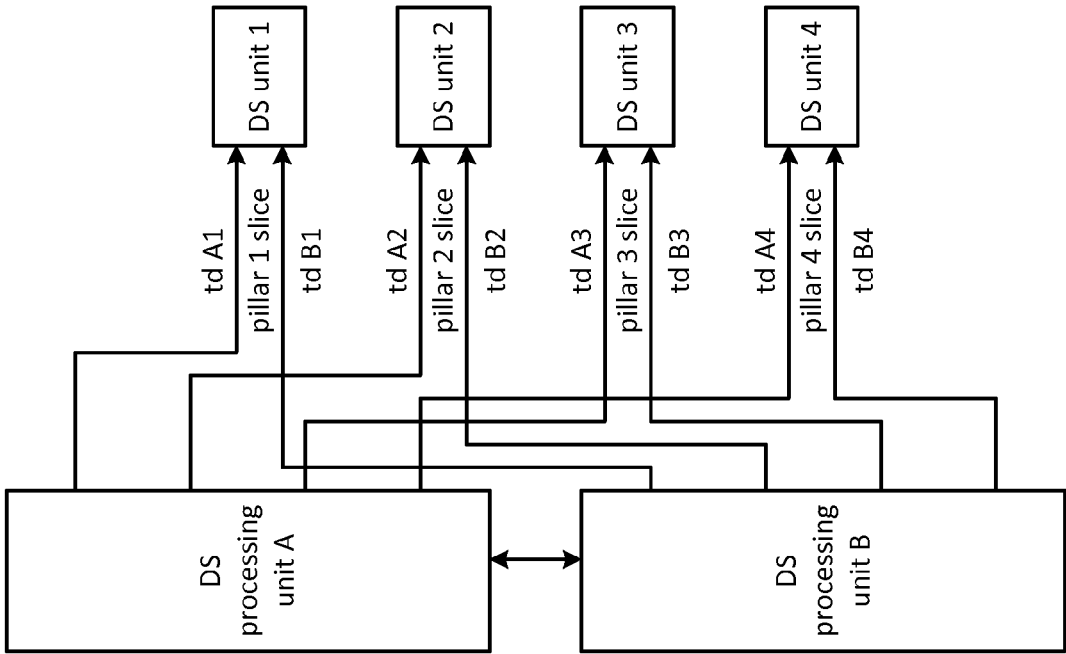 DS unit 1
DS unit 2
DS unit 3
DS unit 4
td A1
pillar 1 slice
td B1
td A2
pillar 2 slice
td B2
td A3
pillar 3 slice
td B3
td A4
pillar 4 slice
td B4
DS
processing
unit A
DS
processing
unit B